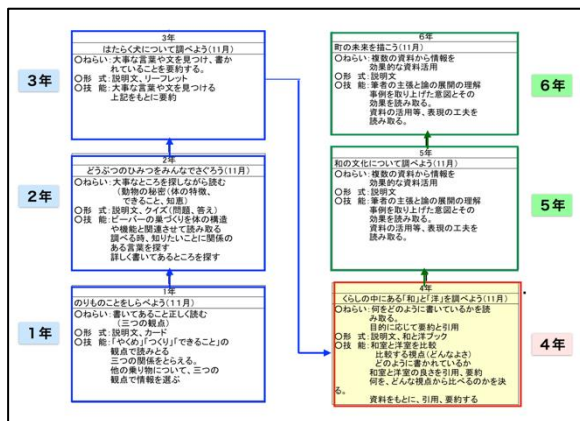 3年
3年
はたらく犬について調べよう(11月)
〇ねらい:大事な言葉や文を見つけ、書か
れていることを要約する。
〇形 式:説明文、リーフレット
〇技 能:大事な言葉や文を見つける
上記をもとに要約
2年
2年
どうぶつのひみつをみんなでさぐろう(11月)
〇ねらい:大事なところを探しながら読む
(動物の秘密(体の特徴、
できること、知恵)
〇形 式:説明文、クイズ(問題、答え)
〇技 能:ビーバーの巣づくりを体の構造
や機能と関連させて読み取る
調べる時、知りたいことに関係の
ある言葉を探す
詳しく書いてあるところを探す
1年
1年
のりものことをしらべよう(11月)
〇ねらい:書いてあること正しく読む
(三つの観点)
〇形 式:説明文、カード
〇技 能:「やくめ」「つくり」「できること」の
観点で読みとる
三つの関係をとらえる。
他の乗り物について、三つの
観点で情報を選ぶ
6年
町の未来を描こう(11月)
〇ねらい:複数の資料から情報を
効果的な資料活用
〇形 式:説明文
〇技 能:筆者の主張と論の展開の理解
事例を取り上げた意図とその
効果を読み取る。
資料の活用等、表現の工夫を
読み取る。
6年
5年
和の文化について調べよう(11月)
〇ねらい:複数の資料から情報を
効果的な資料活用
〇形 式:説明文
〇技 能:筆者の主張と論の展開の理解
事例を取り上げた意図とその
効果を読み取る。
資料の活用等、表現の工夫を
読み取る。
5年
4年
くらしの中にある「和」と「洋」を調べよう(11月)
〇ねらい:何をどのように書いているかを読
み取る。
目的に応じて要約と引用
〇形 式:説明文、和と洋ブック
〇技 能:和室と洋室を比較
比較する視点(どんなよさ)
どのように書かれているか
和室と洋室の良さを引用、要約
何を、どんな視点から比べるのかを決
る。
資料をもとに、引用、要約する
4年